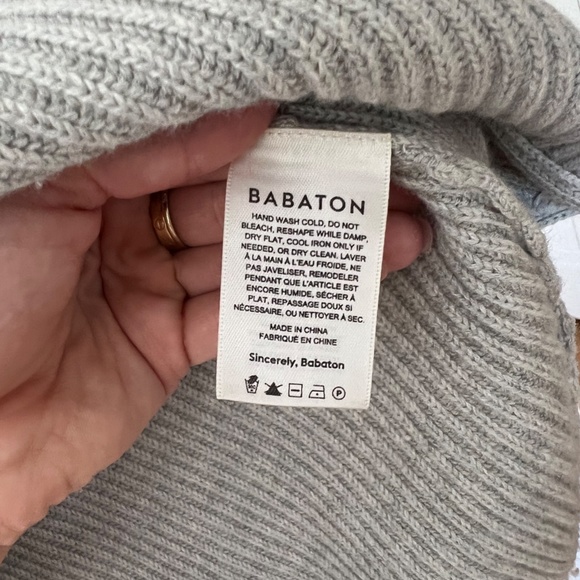 BABATON
HAND WASH COLD, DO NOT
BLEACH, RESHAPE WHILE DAMP,
DRY FLAT, COOL IRON ONLY IF
NEEDED, OR DRY CLEAN. LAVER
À LA MAIN À L'EAU FROIDE, NE
PAS JAVELISER, REMODELER
PENDANT QUE L'ARTICLE EST
ENCORE HUMIDE, SÉCHER À
PLAT, REPASSAGE DOUX SI
NÉCESSAIRE, OU NETTOYER À SEC.
MADE IN CHINA
FABRIQUÉ EN CHINE
Sincerely, Babaton
P